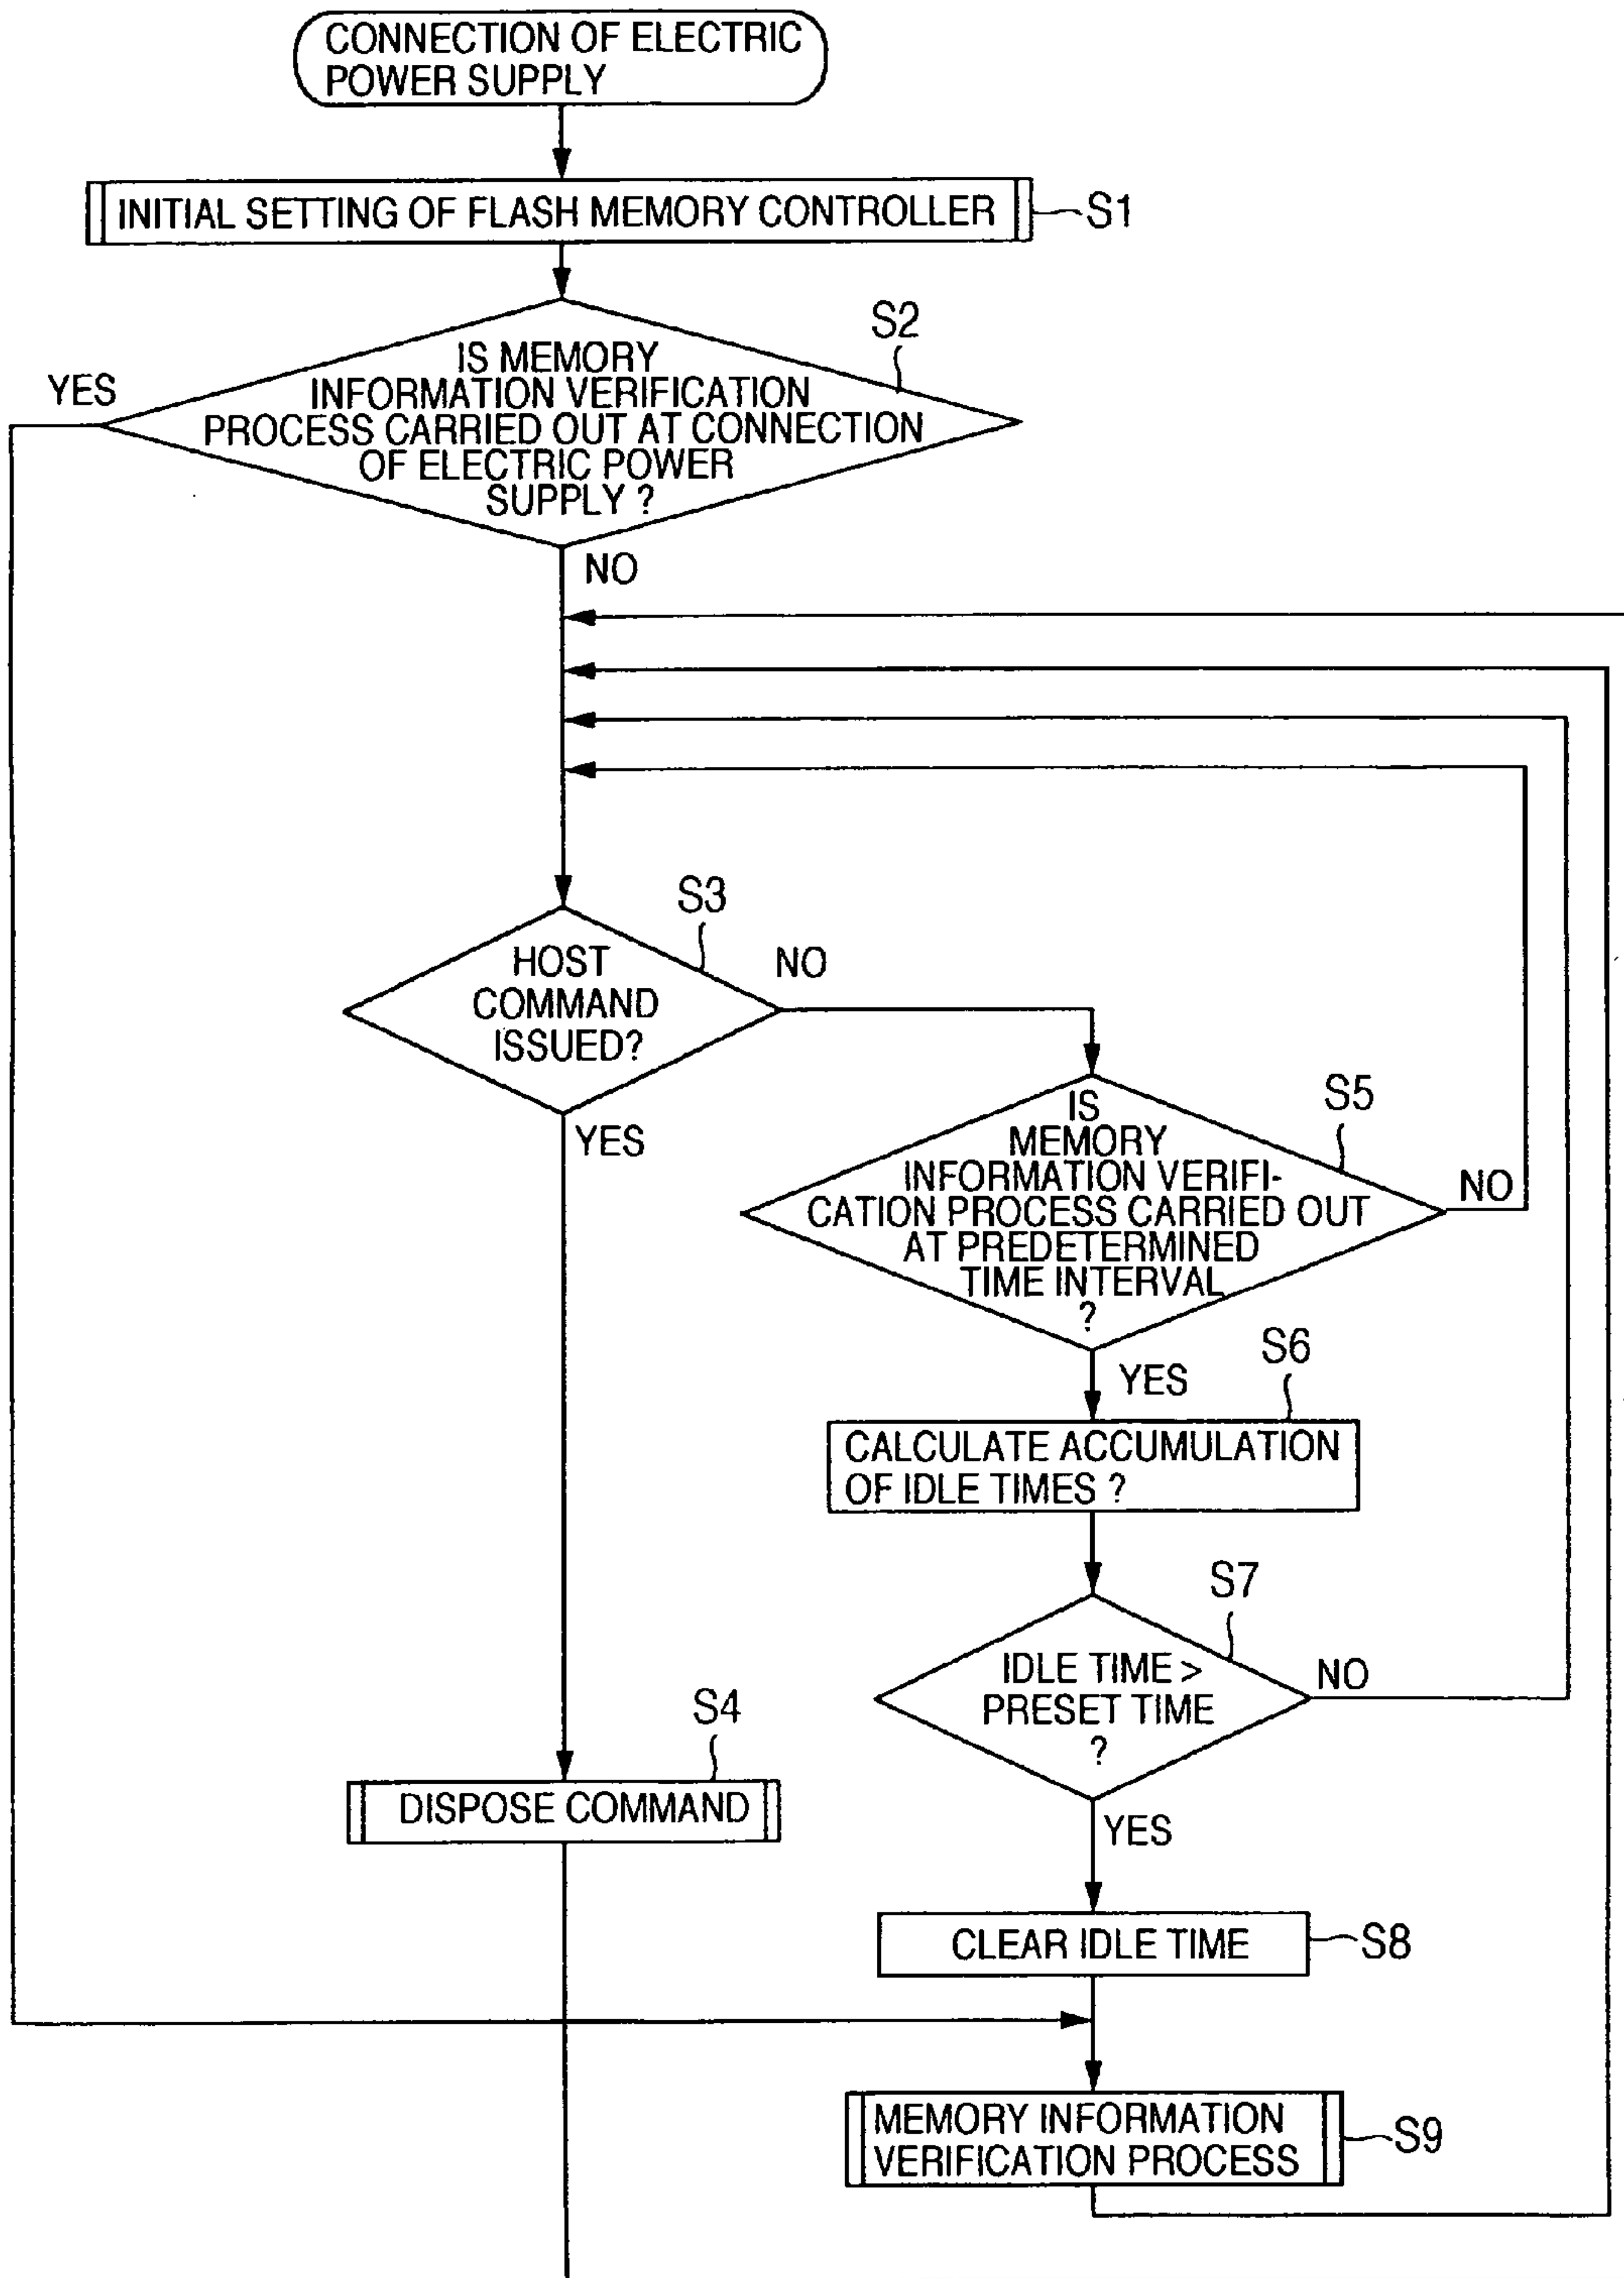 CONNECTION OF ELECTRIC
POWER SUPPLY
INITIAL SETTING OF FLASH MEMORY CONTROLLER
S1
S2
IS MEMORY
INFORMATION VERIFICATION
PROCESS CARRIED OUT AT CONNECTION
OF ELECTRIC POWER
SUPPLY ?
YES
NO
S3
HOST
COMMAND
ISSUED?
NO
YES
S5
IS
MEMORY
INFORMATION VERIFI-
CATION PROCESS CARRIED OUT
AT PREDETERMINED
TIME INTERVAL
?
NO
YES
S6
CALCULATE ACCUMULATION
OF IDLE TIMES ?
S7
IDLE TIME >
PRESET TIME
?
NO
YES
S4
DISPOSE COMMAND
CLEAR IDLE TIME
S8
MEMORY INFORMATION
VERIFICATION PROCESS
S9